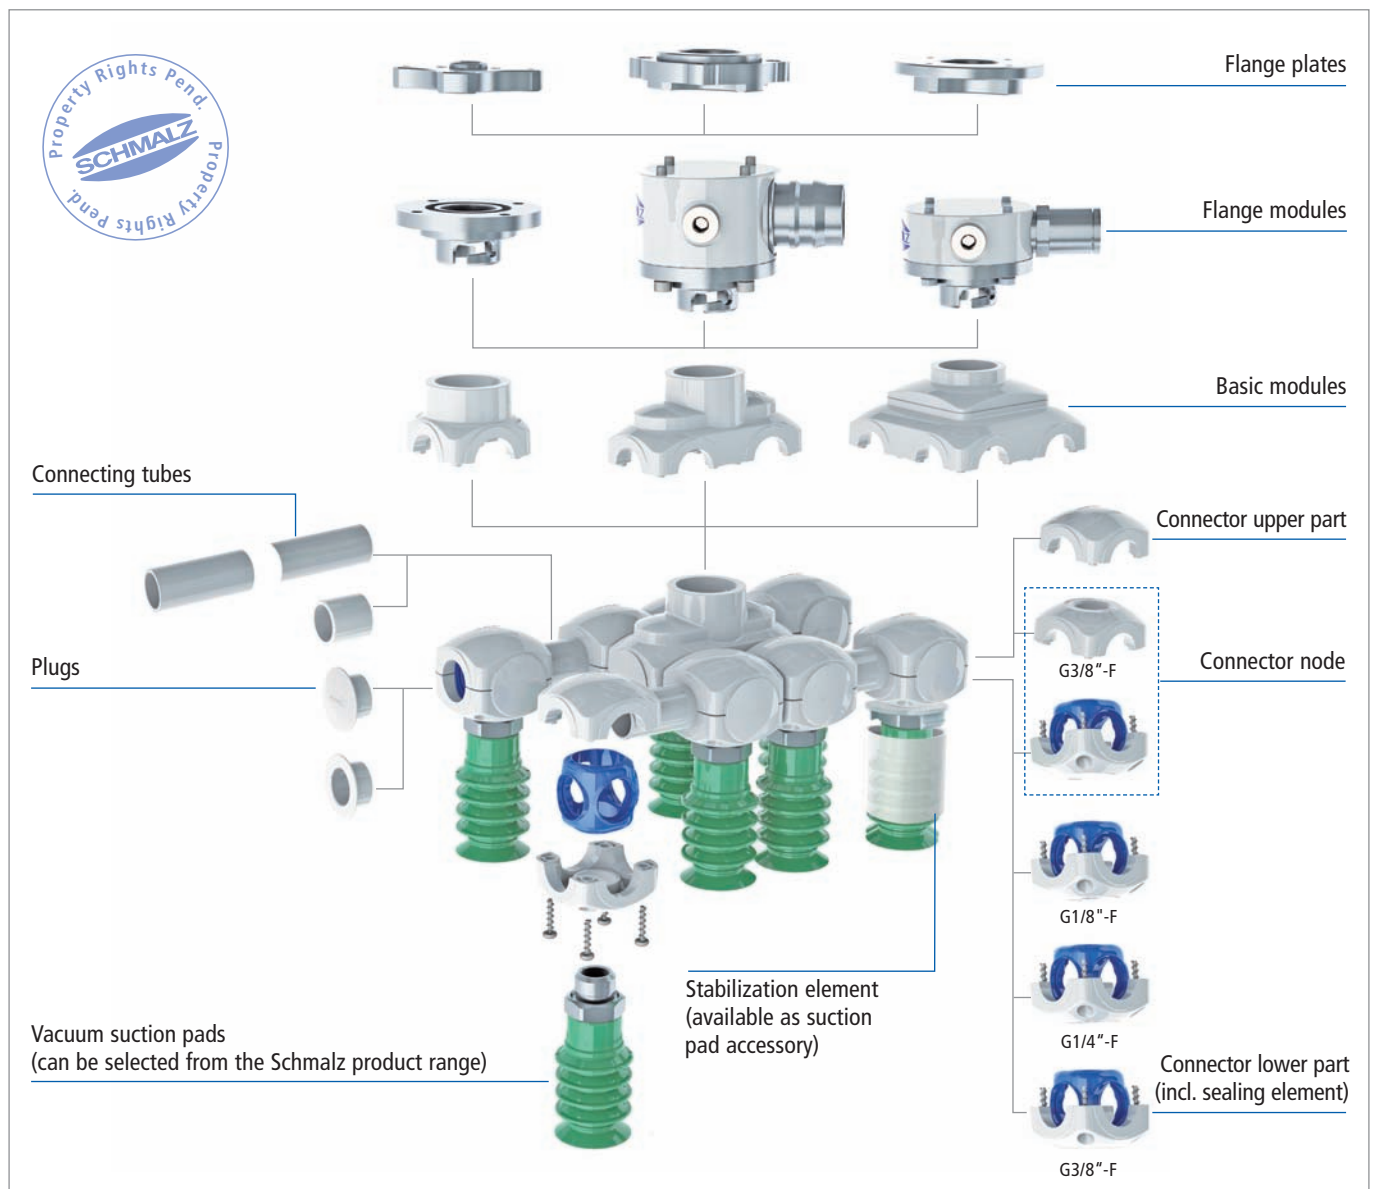 Property Rights Pend.
SCHMALZ
Property Rights Pend.
Flange plates
Flange modules
Basic modules
Connecting tubes
Connector upper part
G3/8“-F
Connector node
Plugs
G1/8"-F
G1/4“-F
Stabilization element
(available as suction
pad accessory)
Vacuum suction pads
(can be selected from the Schmalz product range)
Connector lower part
(incl. sealing element)
G3/8“-F